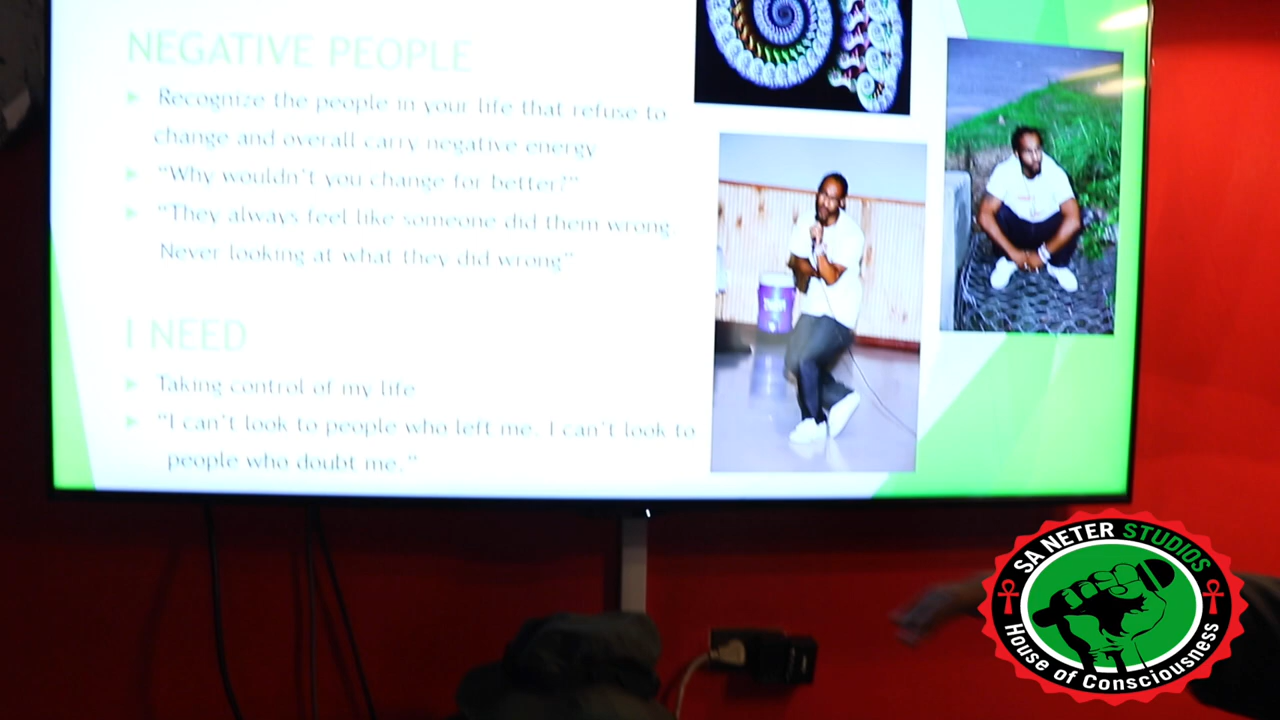 NEGATIVE PEOPLE
Recognize the people in your life that refuse to
change and overall carry negative energy
"Why wouldn't you change for better?"
"They always feel like someone did them wrong
Never looking at what they did wrong"
I NEED
Taking control of my life
"I can't look to people who left me, I can't look to
people who doubt me."
SA NETER STUDIOS
House of Consciousness